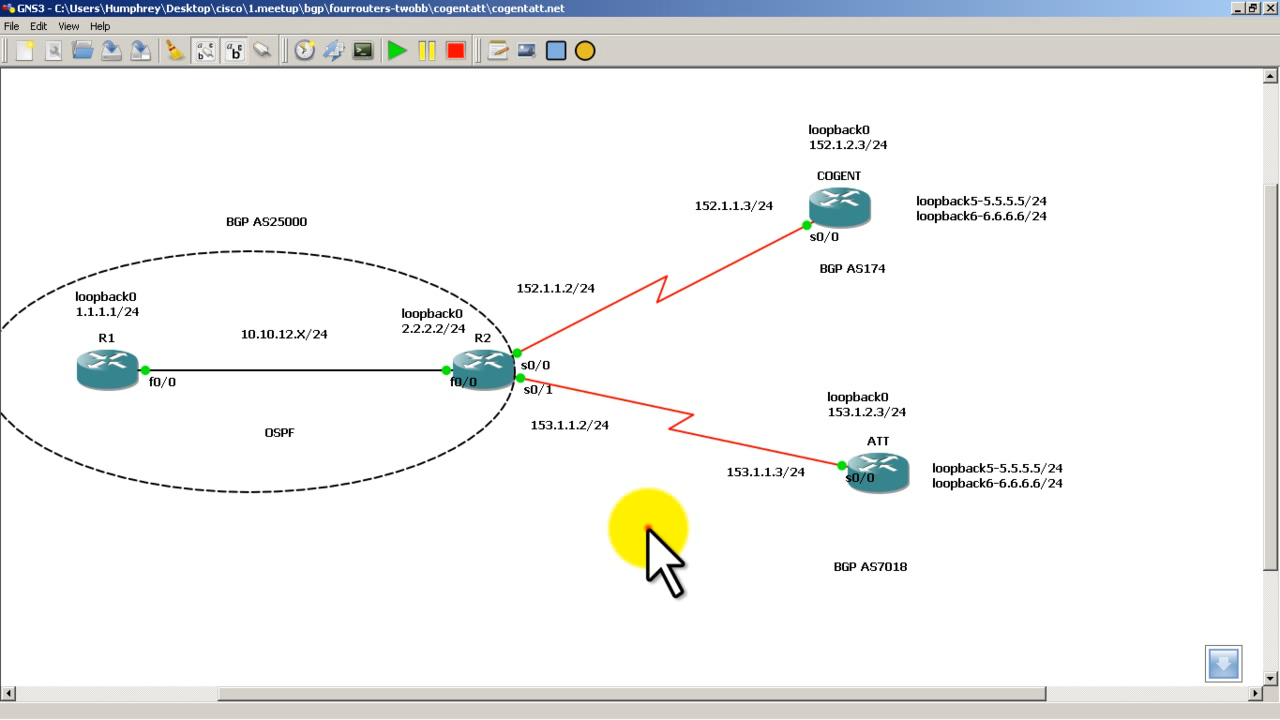 GNS3 - C:\Users\Humphrey\Desktop\cisco\1.meetup\bgp\fourrouters-twobb\cogentatt\cogentatt.net
File Edit View Help
loopback0
152.1.2.3/24
COGENT
152.1.1.3/24
loopback5-5.5.5.5/24
loopback6-6.6.6.6/24
s0/0
BGP AS174
BGP AS25000
152.1.1.2/24
loopback0
1.1.1.1/24
R1
f0/0
10.10.12.X/24
loopback0
2.2.2.2/24
R2
f0/0
s0/0
s0/1
OSPF
153.1.1.2/24
loopback0
153.1.2.3/24
ATT
153.1.1.3/24
s0/0
loopback5-5.5.5.5/24
loopback6-6.6.6.6/24
BGP AS7018